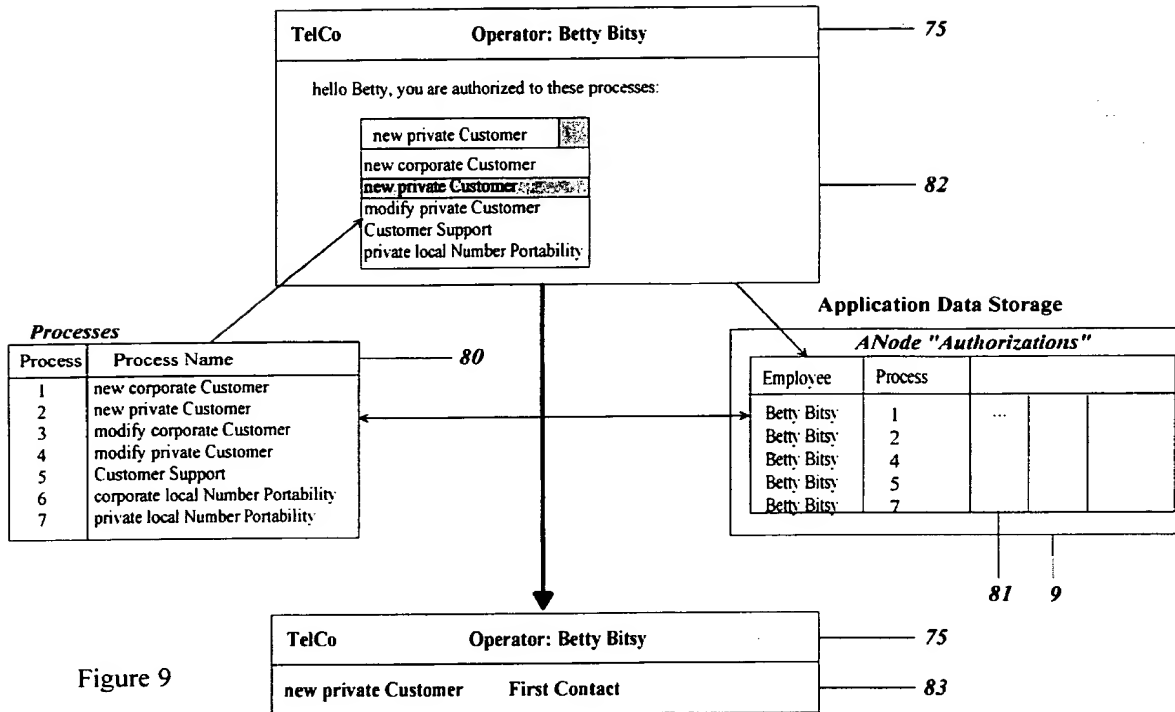 TelCo Operator: Betty Bitsy 75
hello Betty, you are authorized to these processes:
new private Customer
new corporate Customer
new private Customer
modify private Customer
Customer Support
private local Number Portability
82
Processes
Process Process Name 80
1 new corporate Customer
2 new private Customer
3 modify corporate Customer
4 modify private Customer
5 Customer Support
6 corporate local Number Portability
7 private local Number Portability
Application Data Storage
ANode "Authorizations"
Employee Process
Betty Bitsy 1 ...
Betty Bitsy 2
Betty Bitsy 4
Betty Bitsy 5
Betty Bitsy 7
81 9
TelCo Operator: Betty Bitsy 75
new private Customer First Contact 83
Figure 9